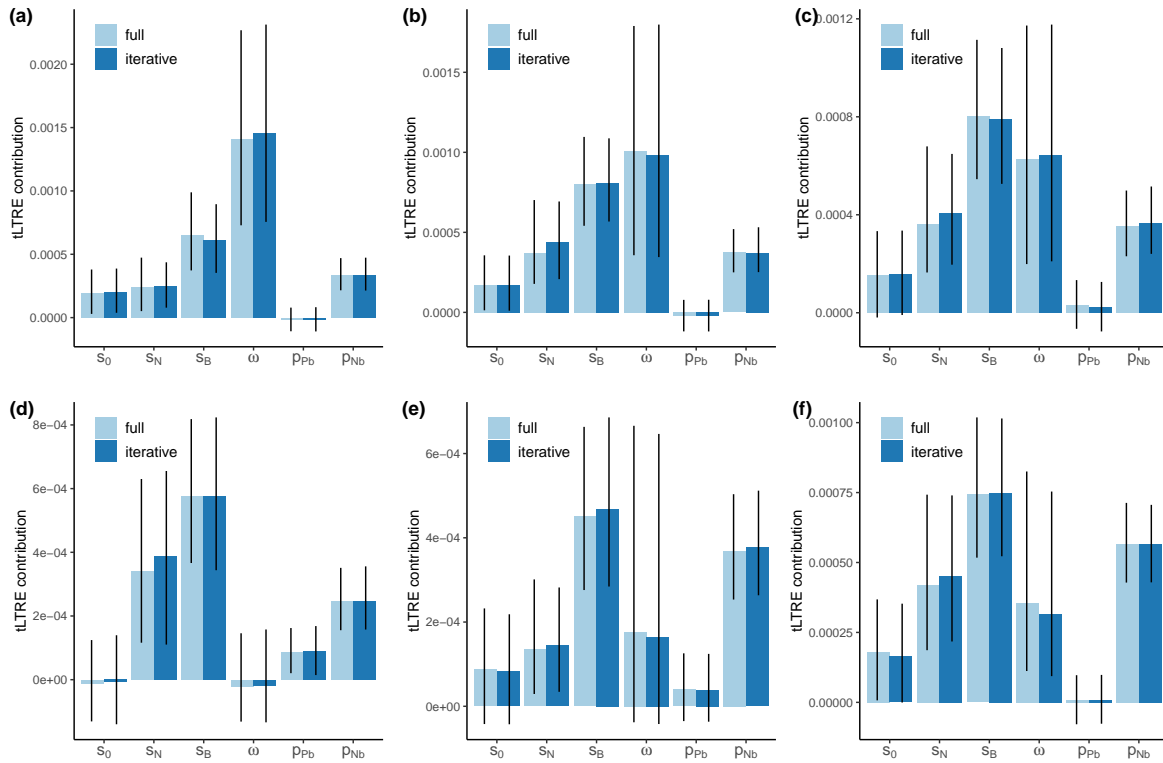 (a)
full
iterative
tLTRE contribution
0.0020
0.0015
0.0010
0.0005
0.0000
s0 sN sB ω pPb pNb
(b)
full
iterative
tLTRE contribution
0.0015
0.0010
0.0005
0.0000
s0 sN sB ω pPb pNb
(c)
full
iterative
tLTRE contribution
0.0012
0.0008
0.0004
0.0000
s0 sN sB ω pPb pNb
(d)
full
iterative
tLTRE contribution
8e−04
6e−04
4e−04
2e−04
0e+00
s0 sN sB ω pPb pNb
(e)
full
iterative
tLTRE contribution
6e−04
4e−04
2e−04
0e+00
s0 sN sB ω pPb pNb
(f)
full
iterative
tLTRE contribution
0.00100
0.00075
0.00050
0.00025
0.00000
s0 sN sB ω pPb pNb